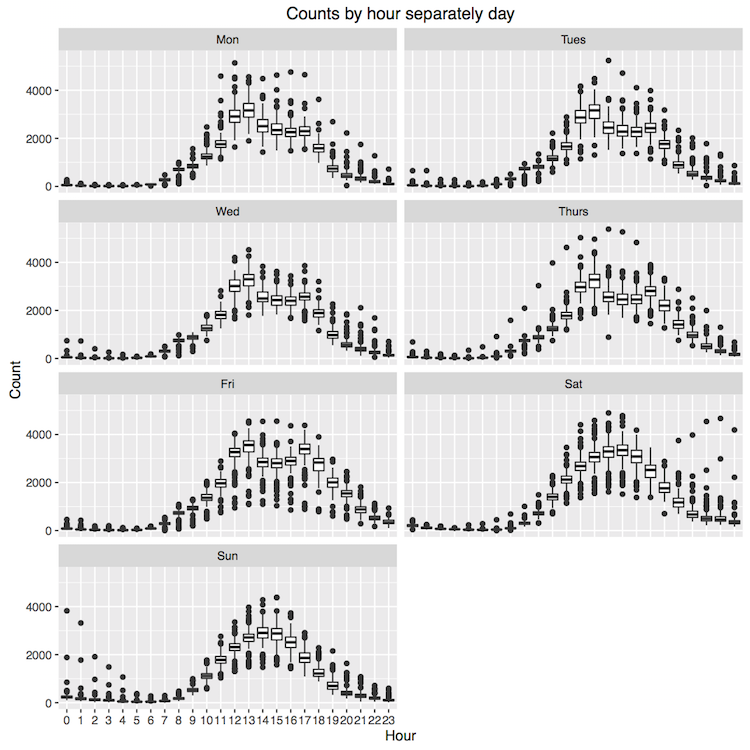 Counts by hour separately day
Mon
Tues
4000
2000
0
Wed
Thurs
4000
2000
0
Count
Fri
Sat
4000
2000
0
Sun
4000
2000
0
0 1 2 3 4 5 6 7 8 9 10 11 12 13 14 15 16 17 18 19 20 21 22 23
Hour